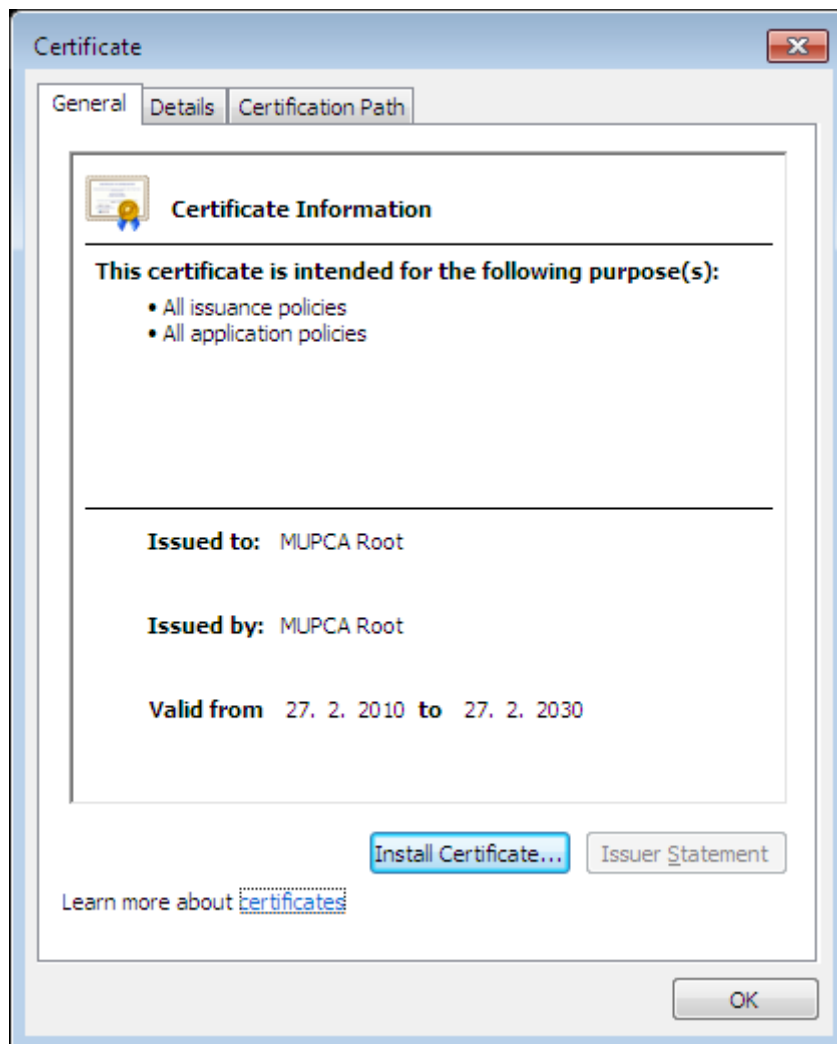 Certificate
General Details Certification Path
Certificate Information
This certificate is intended for the following purpose(s):
• All issuance policies
• All application policies
Issued to: MUPCA Root
Issued by: MUPCA Root
Valid from 27. 2. 2010 to 27. 2. 2030
Install Certificate... Issuer Statement
Learn more about certificates
OK